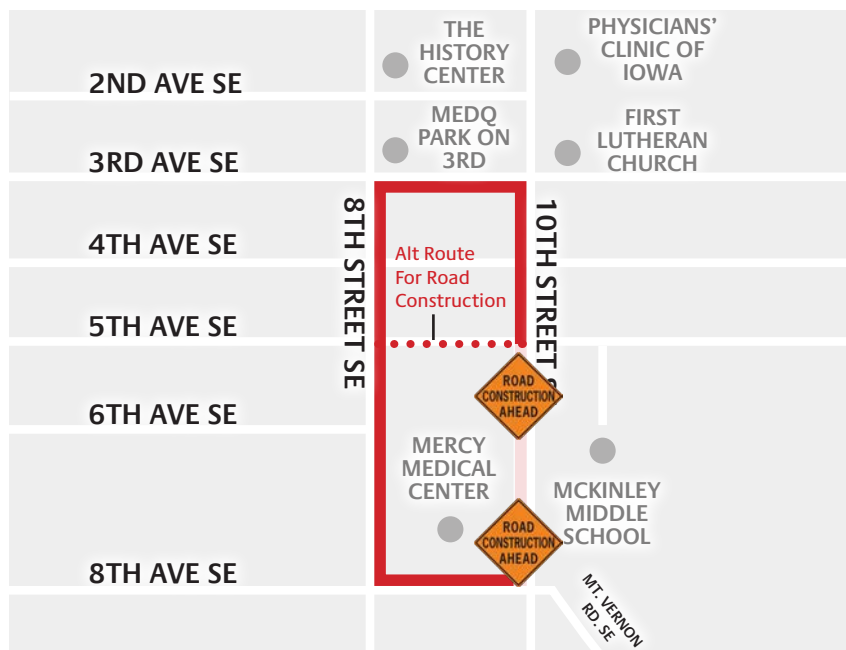 THE
HISTORY
CENTER
PHYSICIANS'
CLINIC OF
IOWA
2ND AVE SE
MEDQ
PARK ON
3RD
FIRST
LUTHERAN
CHURCH
3RD AVE SE
8TH STREET SE
10TH STREET S
4TH AVE SE
Alt Route
For Road
Construction
5TH AVE SE
ROAD
CONSTRUCTION
AHEAD
6TH AVE SE
MERCY
MEDICAL
CENTER
MCKINLEY
MIDDLE
SCHOOL
ROAD
CONSTRUCTION
AHEAD
8TH AVE SE
MT. VERNON
RD. SE